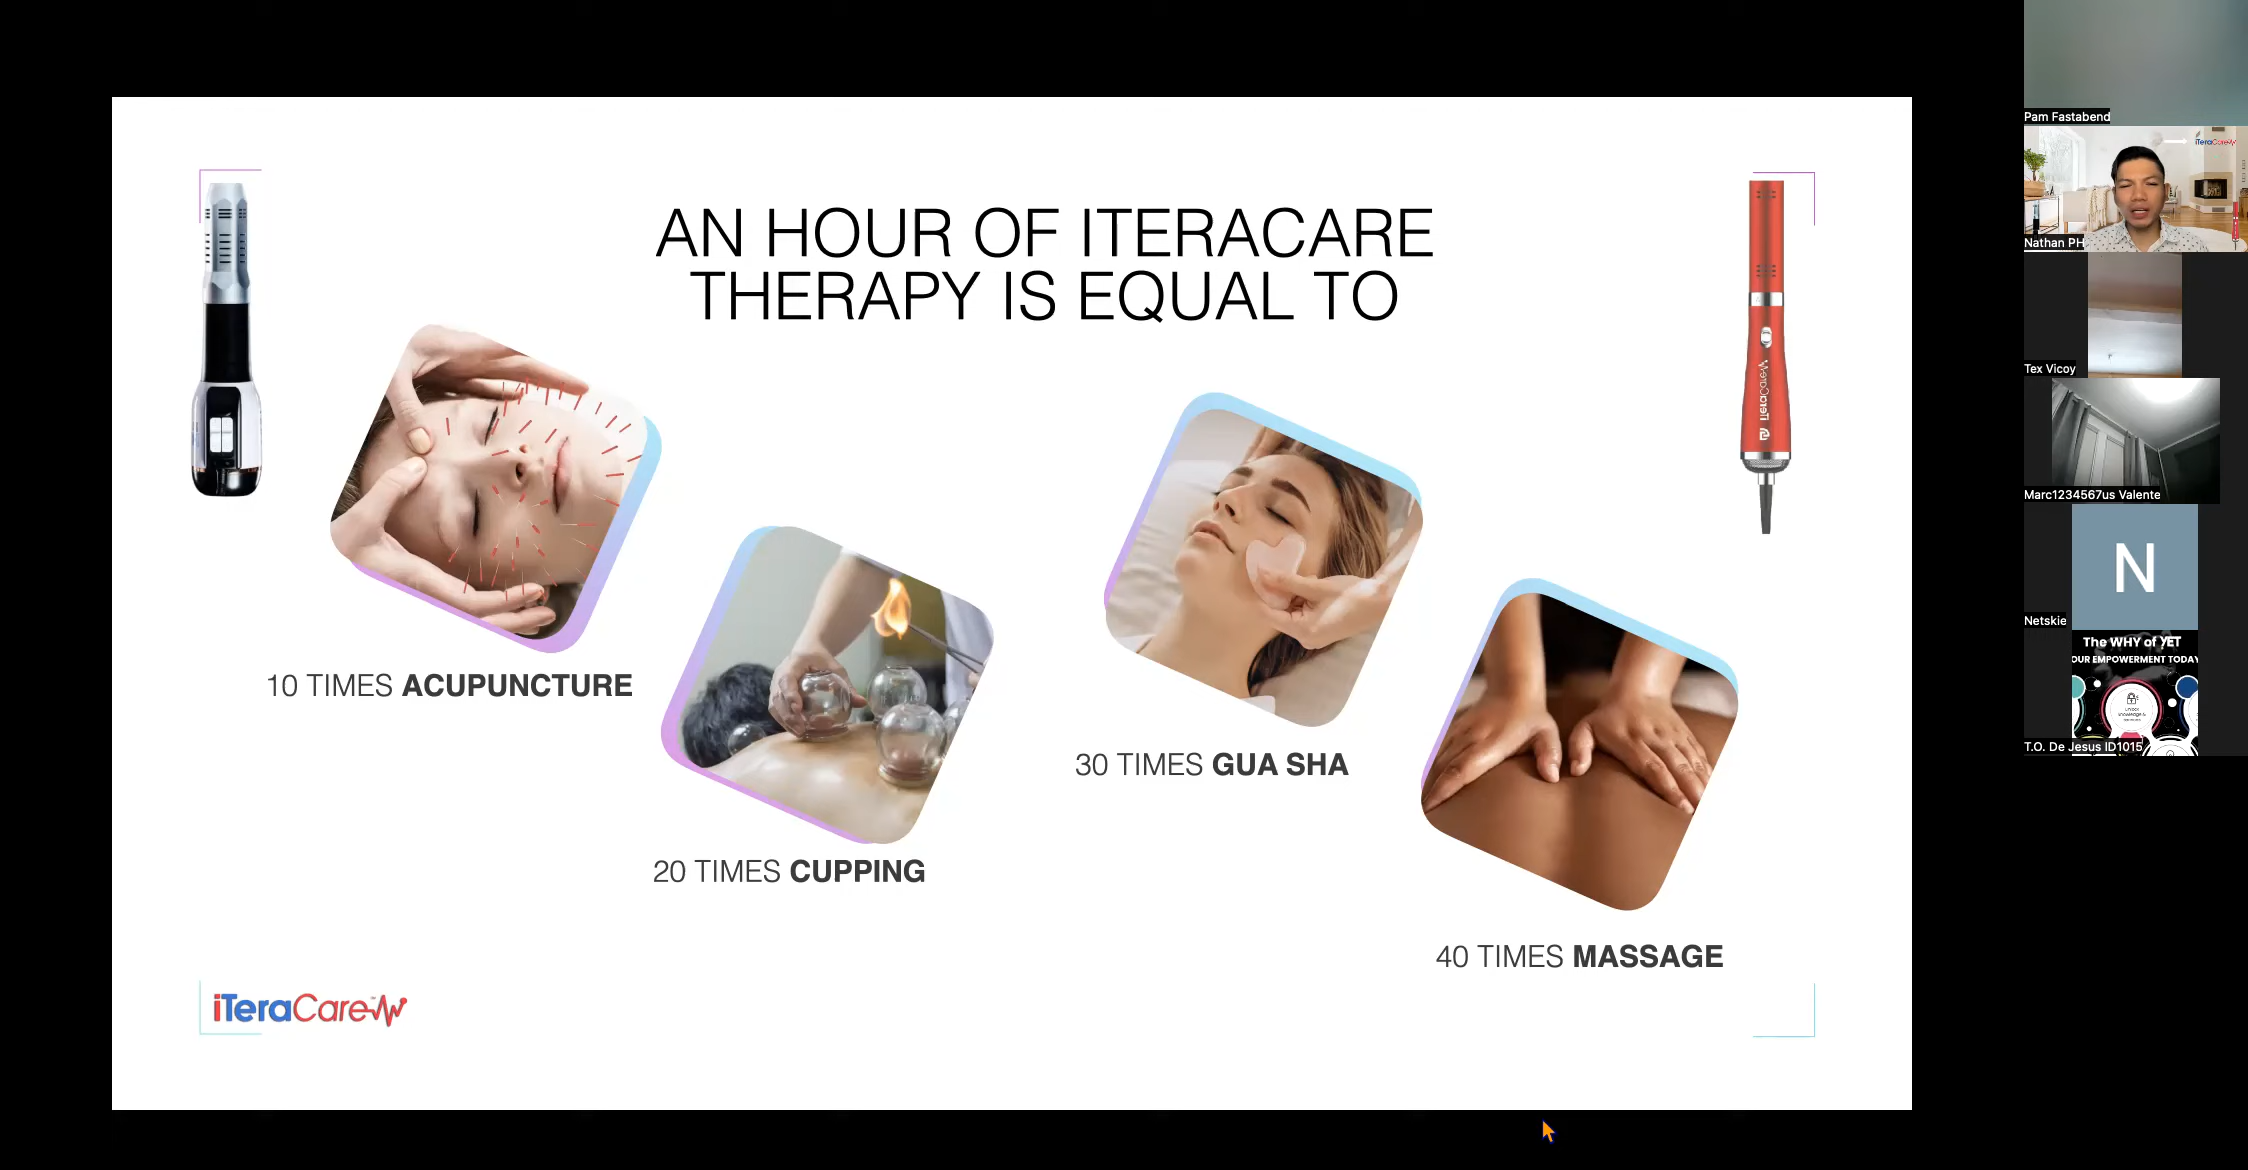 AN HOUR OF ITERACARE
THERAPY IS EQUAL TO
10 TIMES ACUPUNCTURE
20 TIMES CUPPING
30 TIMES GUA SHA
40 TIMES MASSAGE
iTeraCare
iTeraCare
Pam Fastabend
iTeraCare
Nathan PH
Tex Vicoy
Marc1234567us Valente
N
Netskie
The WHY of YET
OUR EMPOWERMENT TODAY
T.O. De Jesus ID1015